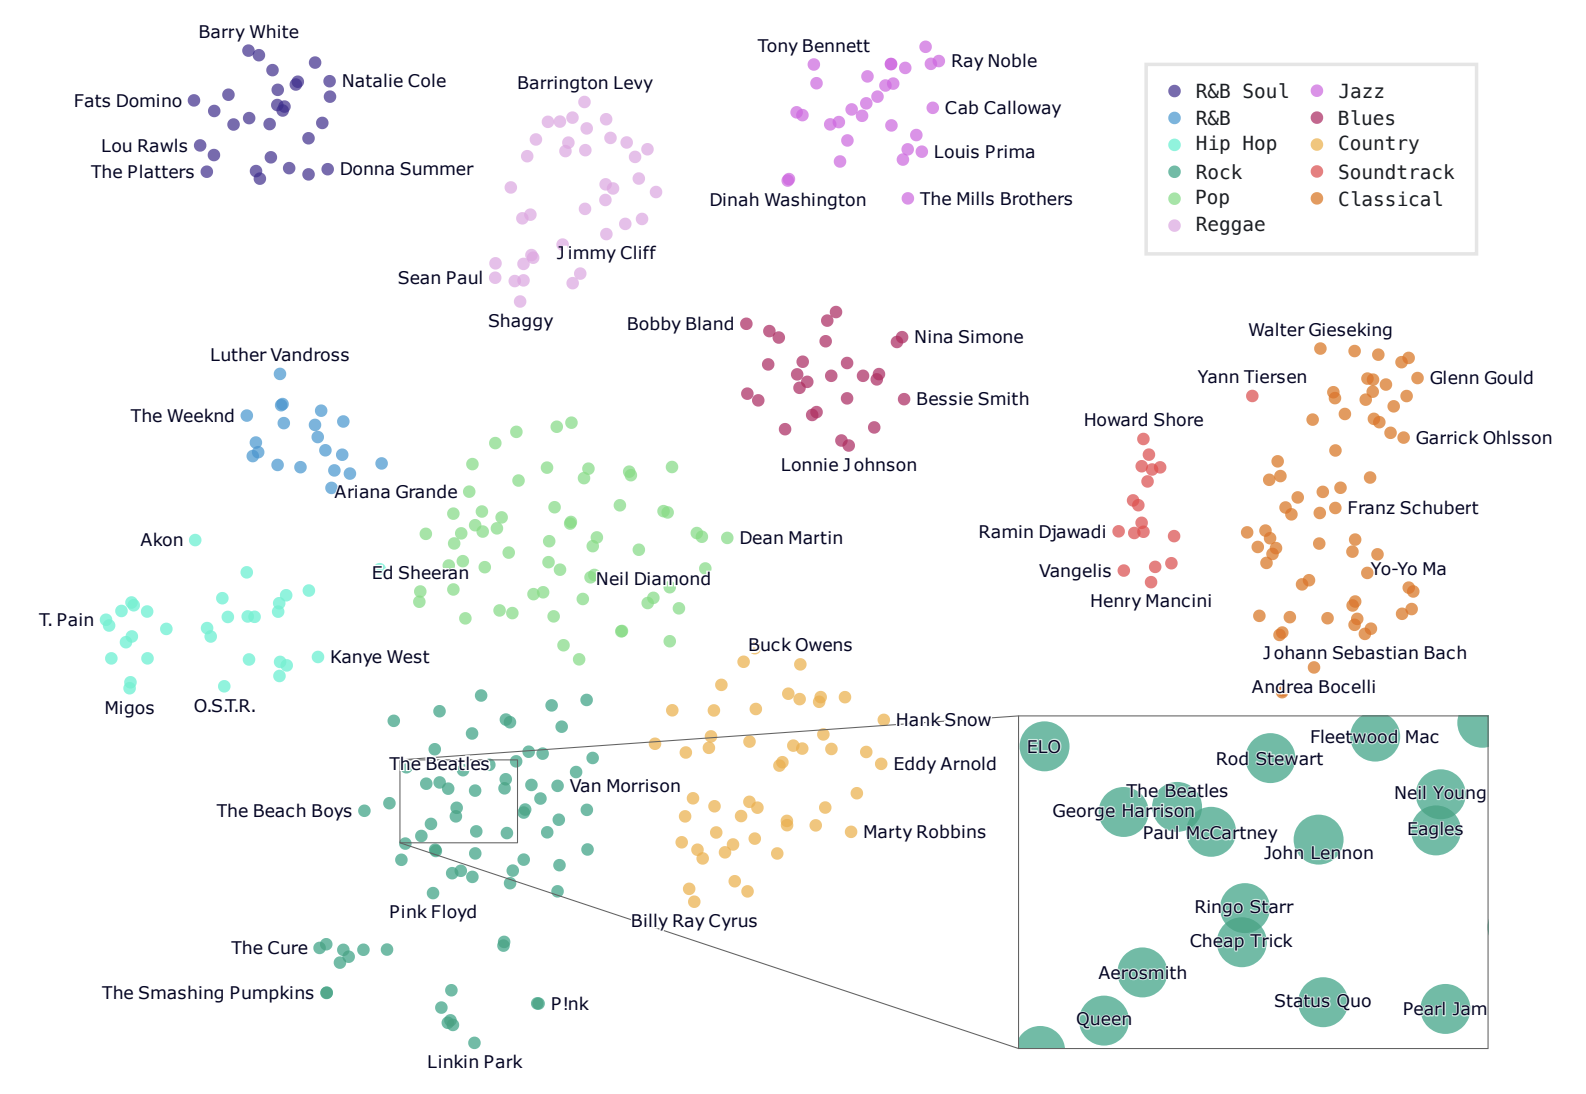 Barry White
Natalie Cole
Fats Domino
Lou Rawls
The Platters
Donna Summer
Barrington Levy
Jimmy Cliff
Sean Paul
Shaggy
Tony Bennett
Ray Noble
Cab Calloway
Louis Prima
Dinah Washington
The Mills Brothers
R&B Soul
R&B
Hip Hop
Rock
Pop
Reggae
Jazz
Blues
Country
Soundtrack
Classical
Bobby Bland
Nina Simone
Bessie Smith
Lonnie Johnson
Luther Vandross
The Weeknd
Ariana Grande
Dean Martin
Ed Sheeran
Neil Diamond
Akon
T. Pain
Kanye West
Migos
O.S.T.R.
Walter Gieseking
Yann Tiersen
Glenn Gould
Howard Shore
Garrick Ohlsson
Franz Schubert
Ramin Djawadi
Vangelis
Yo-Yo Ma
Henry Mancini
Johann Sebastian Bach
Andrea Bocelli
Buck Owens
Hank Snow
Eddy Arnold
Marty Robbins
Billy Ray Cyrus
The Beatles
Van Morrison
The Beach Boys
Pink Floyd
The Cure
The Smashing Pumpkins
P!nk
Linkin Park
ELO
Fleetwood Mac
Rod Stewart
The Beatles
Neil Young
George Harrison
Paul McCartney
Eagles
John Lennon
Ringo Starr
Cheap Trick
Aerosmith
Status Quo
Pearl Jam
Queen